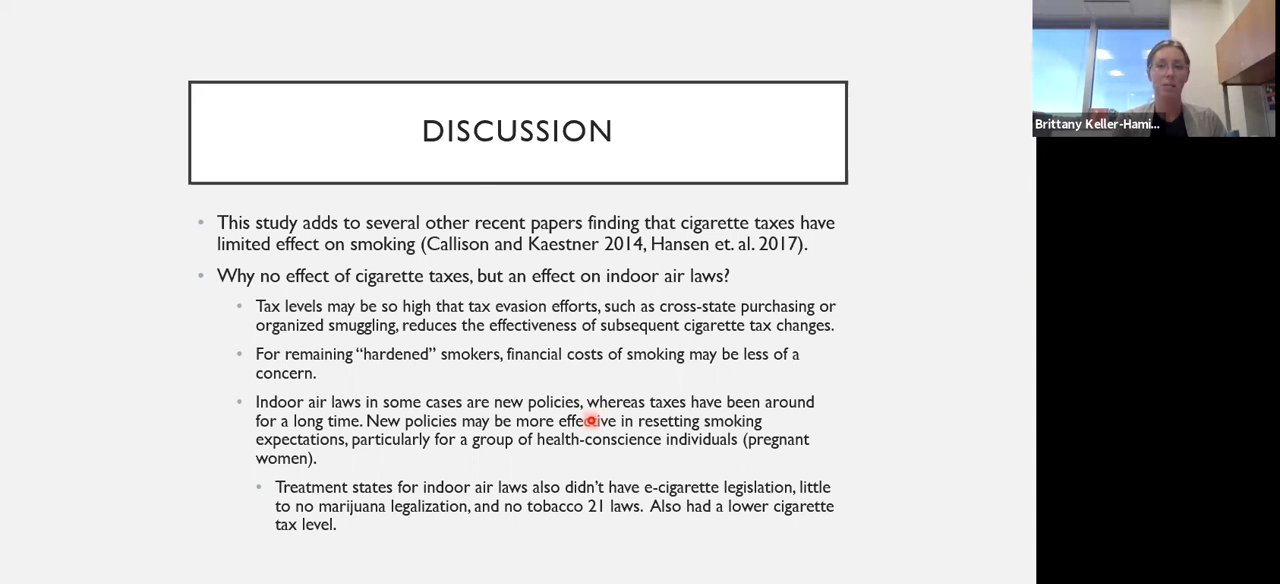 DISCUSSION
This study adds to several other recent papers finding that cigarette taxes have
limited effect on smoking (Callison and Kaestner 2014, Hansen et. al. 2017).
Why no effect of cigarette taxes, but an effect on indoor air laws?
Tax levels may be so high that tax evasion efforts, such as cross-state purchasing or
organized smuggling, reduces the effectiveness of subsequent cigarette tax changes.
For remaining “hardened” smokers, financial costs of smoking may be less of a
concern.
Indoor air laws in some cases are new policies, whereas taxes have been around
for a long time. New policies may be more effective in resetting smoking
expectations, particularly for a group of health-conscience individuals (pregnant
women).
Treatment states for indoor air laws also didn’t have e-cigarette legislation, little
to no marijuana legalization, and no tobacco 21 laws. Also had a lower cigarette
tax level.
Brittany Keller-Hami...